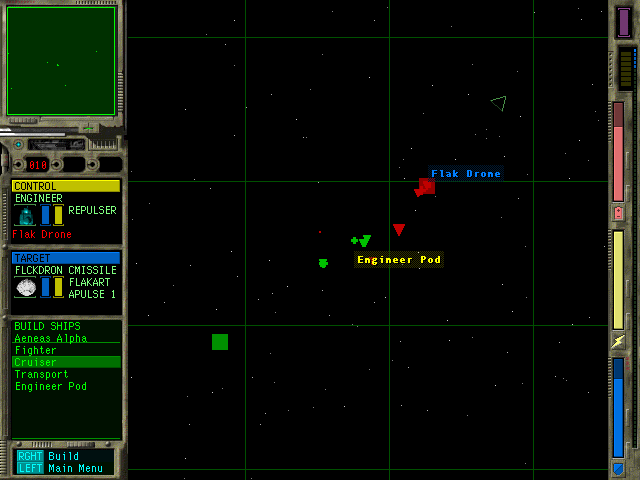 010
CONTROL
ENGINEER
REPULSER
Flak Drona
TARGET
FLCKDRON CMISSILE
FLAKART
APULSE 1
BUILD SHIPS
Aeneas Alpha
Fighter
Cruiser
Transport
Engineer Pod
RGHT Build
LEFT Main Menu
Flak Drone
Engineer Pod